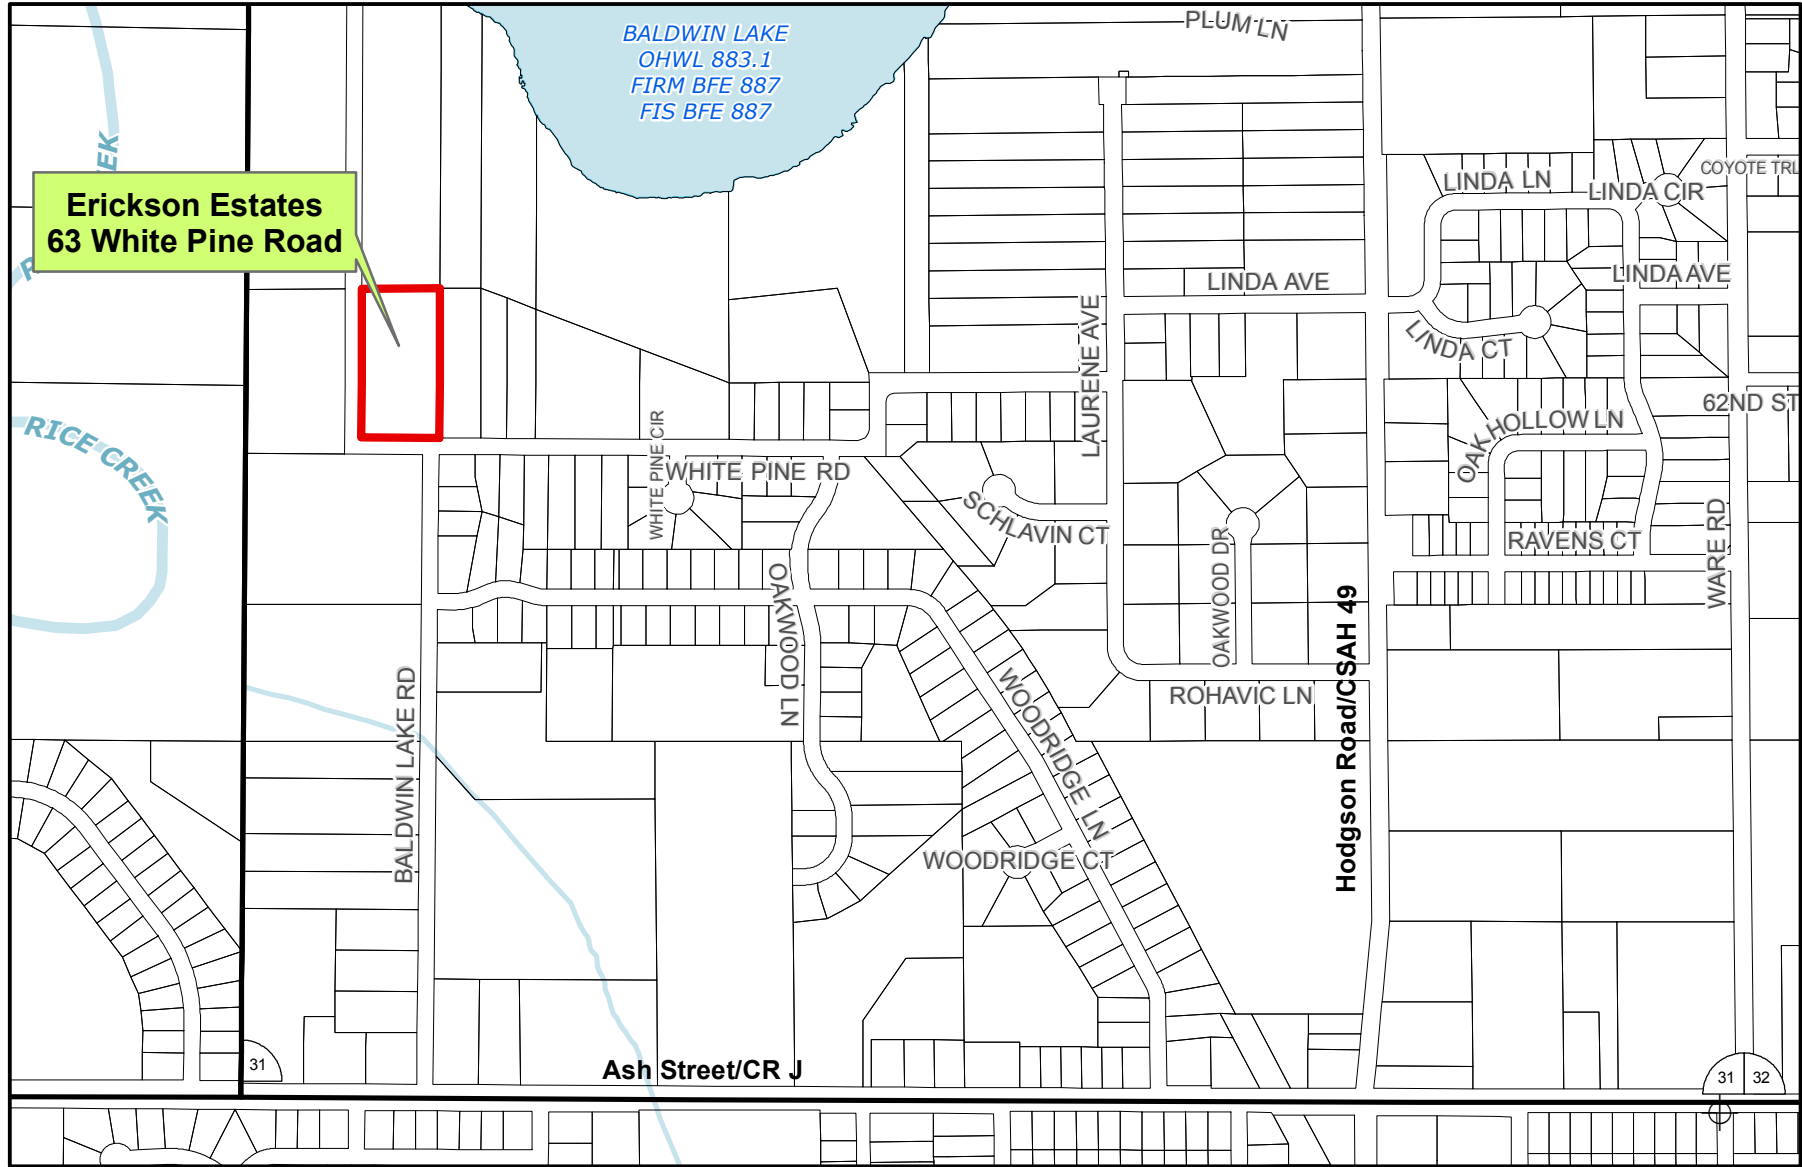 BALDWIN LAKE
OHWL 883.1
FIRM BFE 887
FIS BFE 887
PLUM LN
EK
Erickson Estates
63 White Pine Road
R
COYOTE TRL
LINDA LN
LINDA CIR
LINDA AVE
LINDA AVE
LINDA CT
LAURENE AVE
62ND ST
OAK HOLLOW LN
RICE CREEK
WHITE PINE CIR
WHITE PINE RD
SCHLAVIN CT
OAKWOOD DR
RAVENS CT
WARE RD
OAKWOOD LN
Hodgson Road/CSAH 49
ROHAVIC LN
WOODRIDGE LN
BALDWIN LAKE RD
WOODRIDGE CT
31
Ash Street/CR J
31
32